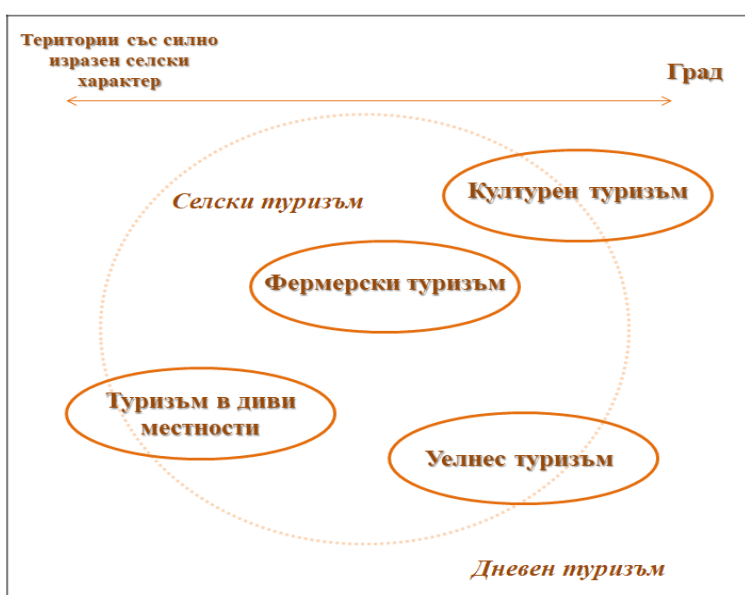 Територии със силно
изразен селски
характер
Град
Културен туризъм
Селски туризъм
Фермерски туризъм
Туризъм в диви
местности
Уелнес туризъм
Дневен туризъм